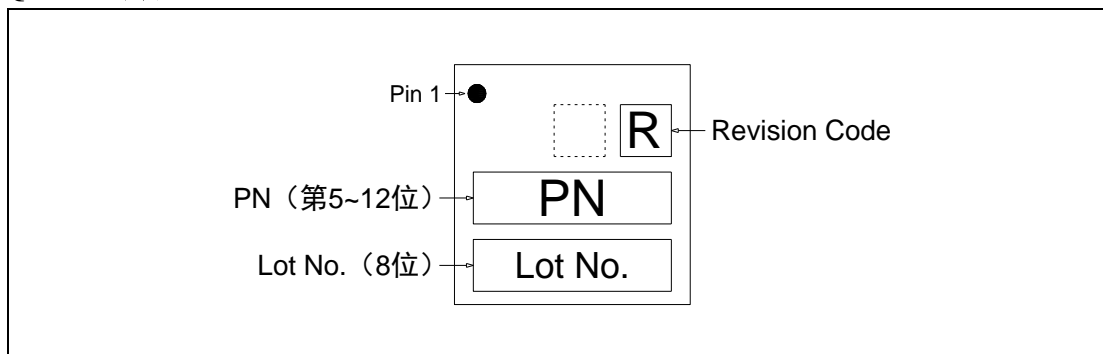 Pin 1
R
Revision Code
PN（第5~12位）
PN
Lot No.（8位）
Lot No.